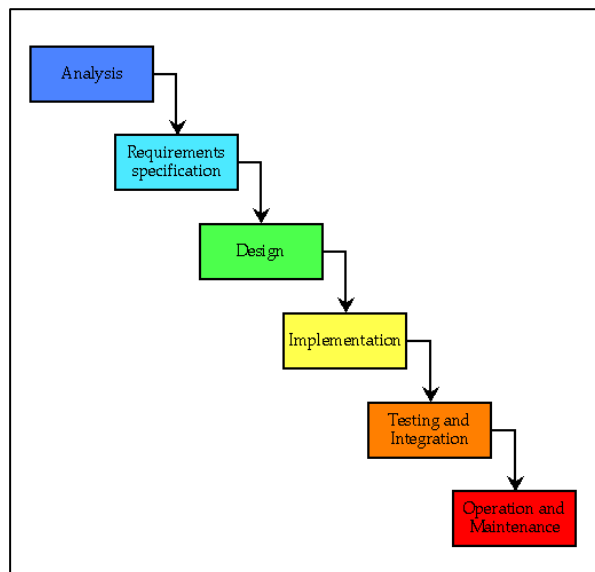 Analysis
Requirements
specification
Design
Implementation
Testing and
Integration
Operation and
Maintenance